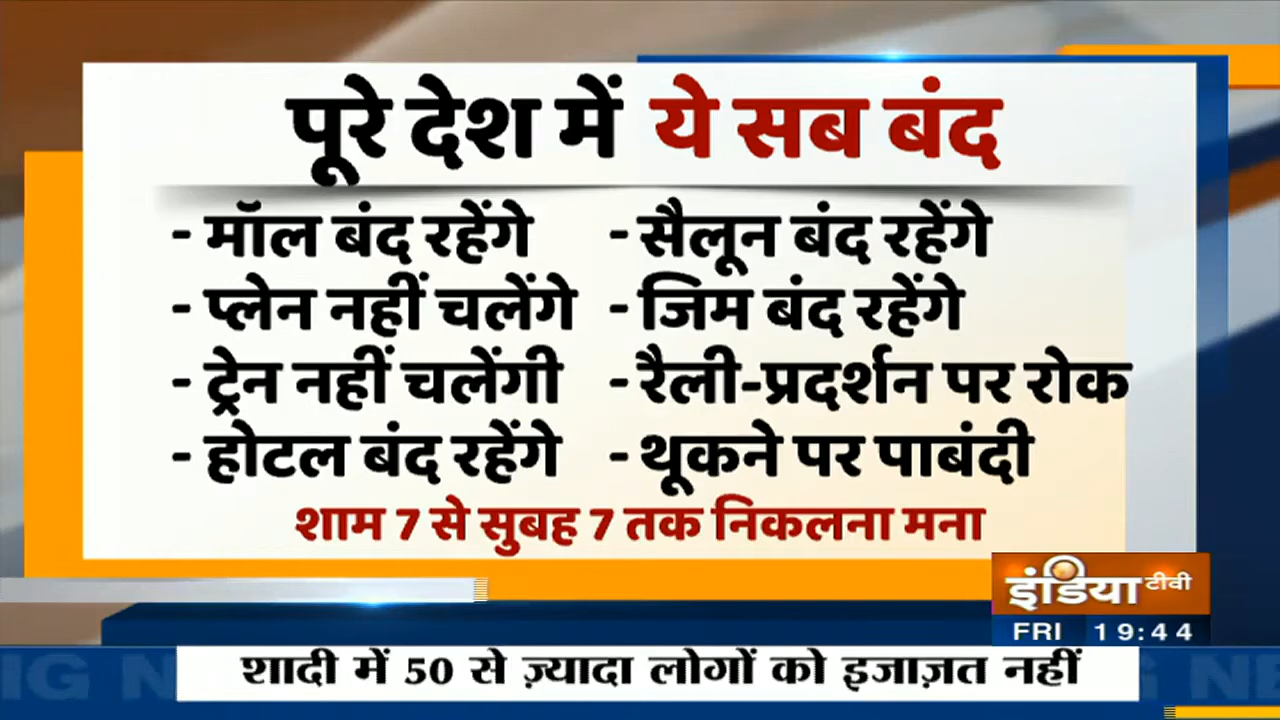 पूरे देश में ये सब बंद
- मॉल बंद रहेंगे
- प्लेन नहीं चलेंगे
- ट्रेन नहीं चलेंगी
- होटल बंद रहेंगे
- सैलून बंद रहेंगे
- जिम बंद रहेंगे
- रैली-प्रदर्शन पर रोक
- थूकने पर पाबंदी
शाम 7 से सुबह 7 तक निकलना मना
इंडिया टीवी
FRI 19:44
शादी में 50 से ज़्यादा लोगों को इजाज़त नहीं